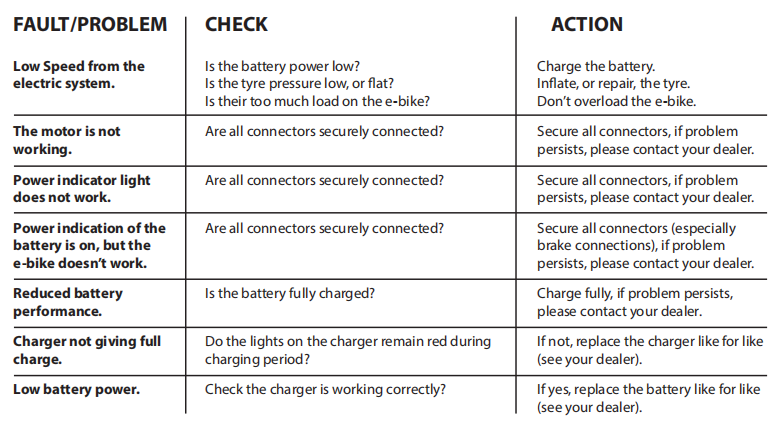 FAULT/PROBLEM CHECK ACTION
Low Speed from the electric system.
Is the battery power low?
Is the tyre pressure low, or flat?
Is their too much load on the e-bike?
Charge the battery.
Inflate, or repair, the tyre.
Don't overload the e-bike.
The motor is not
working.
Are all connectors securely connected?
Secure all connectors, if problem
persists, please contact your dealer.
Power indicator light
does not work.
Are all connectors securely connected?
Secure all connectors, if problem
persists, please contact your dealer.
Power indication of the
battery is on, but the
e-bike doesn't work.
Are all connectors securely connected?
Secure all connectors (especially
brake connections), if problem
persists, please contact your dealer.
Reduced battery
performance.
Is the battery fully charged?
Charge fully, if problem persists,
please contact your dealer.
Charger not giving full
charge.
Do the lights on the charger remain red during
charging period?
If not, replace the charger like for like
(see your dealer).
Low battery power.
Check the charger is working correctly?
If yes, replace the battery like for like
(see your dealer).